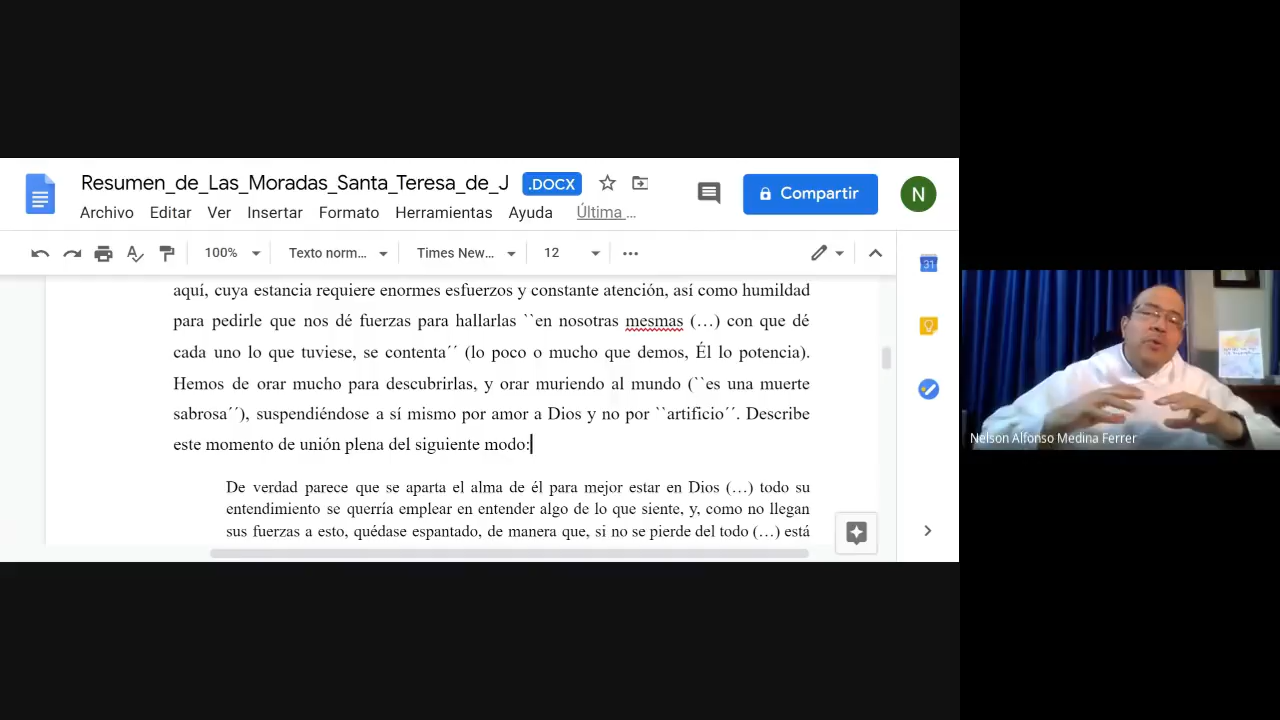 Resumen_de_Las_Moradas_Santa_Teresa_de_J .DOCX
Compartir
N
Archivo Editar Ver Insertar Formato Herramientas Ayuda Última ...
100% Texto norm... Times New... 12
31
aquí, cuya estancia requiere enormes esfuerzos y constante atención, así como humildad
para pedirle que nos dé fuerzas para hallarlas ``en nosotras mesmas (…) con que dé
cada uno lo que tuviese, se contenta´´ (lo poco o mucho que demos, Él lo potencia).
Hemos de orar mucho para descubrirlas, y orar muriendo al mundo (``es una muerte
sabrosa´´), suspendiéndose a sí mismo por amor a Dios y no por ``artificio´´. Describe
este momento de unión plena del siguiente modo:
De verdad parece que se aparta el alma de él para mejor estar en Dios (…) todo su
entendimiento se querría emplear en entender algo de lo que siente, y, como no llegan
sus fuerzas a esto, quédase espantado, de manera que, si no se pierde del todo (…) está
Nelson Alfonso Medina Ferrer